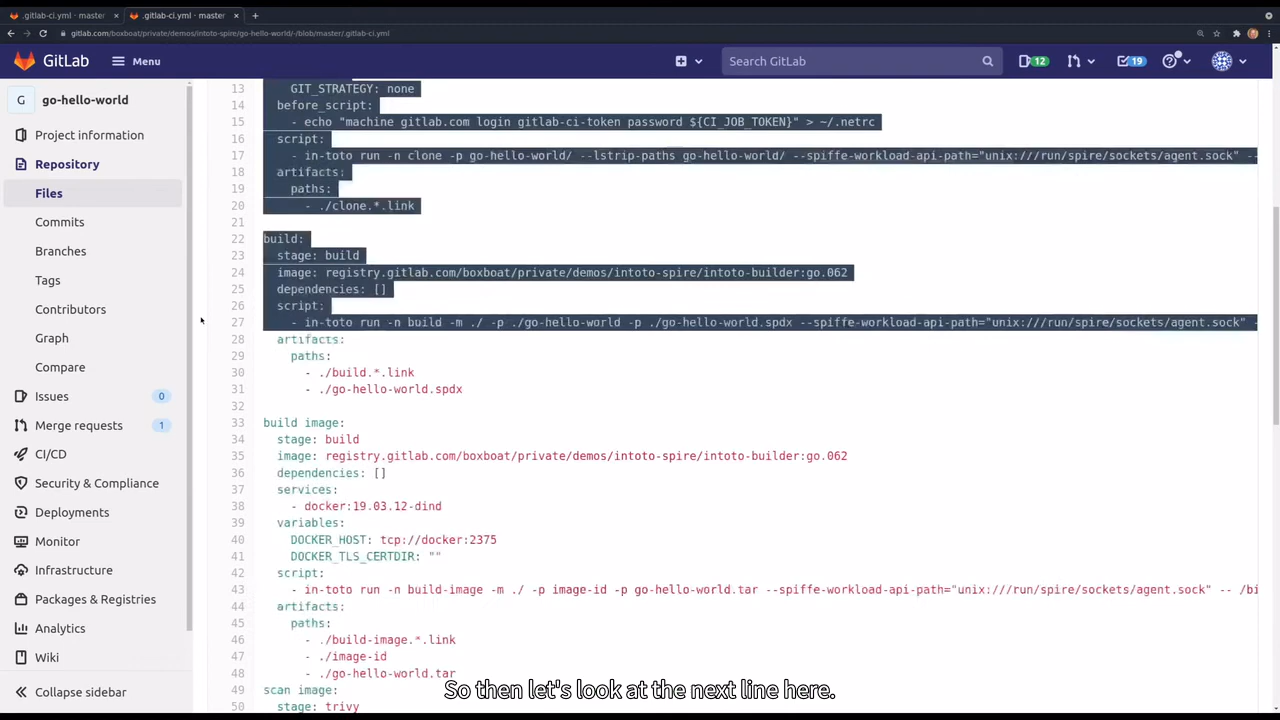 .gitlab-ci.yml · master
.gitlab-ci.yml · master
gitlab.com/boxboat/private/demos/intoto-spire/go-hello-world/-/blob/master/.gitlab-ci.yml
GitLab
Menu
Search GitLab
12
19
G
go-hello-world
Project information
Repository
Files
Commits
Branches
Tags
Contributors
Graph
Compare
Issues 0
Merge requests 1
CI/CD
Security & Compliance
Deployments
Monitor
Infrastructure
Packages & Registries
Analytics
Wiki
Collapse sidebar
13 GIT_STRATEGY: none
14 before_script:
15 - echo "machine gitlab.com login gitlab-ci-token password ${CI_JOB_TOKEN}" > ~/.netrc
16 script:
17 - in-toto run -n clone -p go-hello-world/ --lstrip-paths go-hello-world/ --spiffe-workload-api-path="unix:///run/spire/sockets/agent.sock" --
18 artifacts:
19 paths:
20 - ./clone.*.link
21
22 build:
23 stage: build
24 image: registry.gitlab.com/boxboat/private/demos/intoto-spire/intoto-builder:go.062
25 dependencies: []
26 script:
27 - in-toto run -n build -m ./ -p ./go-hello-world -p ./go-hello-world.spdx --spiffe-workload-api-path="unix:///run/spire/sockets/agent.sock" -
28 artifacts:
29 paths:
30 - ./build.*.link
31 - ./go-hello-world.spdx
32
33 build image:
34 stage: build
35 image: registry.gitlab.com/boxboat/private/demos/intoto-spire/intoto-builder:go.062
36 dependencies: []
37 services:
38 - docker:19.03.12-dind
39 variables:
40 DOCKER_HOST: tcp://docker:2375
41 DOCKER_TLS_CERTDIR: ""
42 script:
43 - in-toto run -n build-image -m ./ -p image-id -p go-hello-world.tar --spiffe-workload-api-path="unix:///run/spire/sockets/agent.sock" -- /bi
44 artifacts:
45 paths:
46 - ./build-image.*.link
47 - ./image-id
48 - ./go-hello-world.tar
49 scan image:
50 stage: trivy
So then let's look at the next line here.